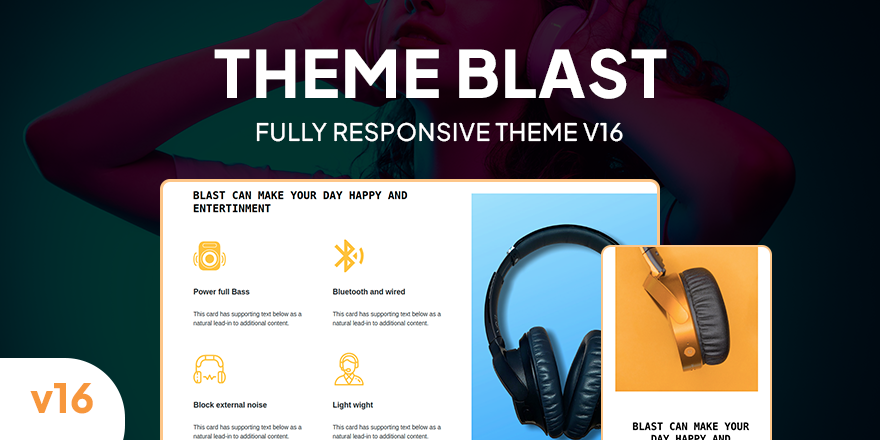 THEME BLAST
FULLY RESPONSIVE THEME V16
BLAST CAN MAKE YOUR DAY HAPPY AND
ENTERTINMENT
Power full Bass
This card has supporting text below as a
natural lead-in to additional content.
Bluetooth and wired
This card has supporting text below as a
natural lead-in to additional content.
Block external noise
This card has supporting text below as a
natural lead-in to additional content.
Light wight
This card has supporting text below as a
natural lead-in to additional content.
BLAST CAN MAKE YOUR
DAY HAPPY AND
v16